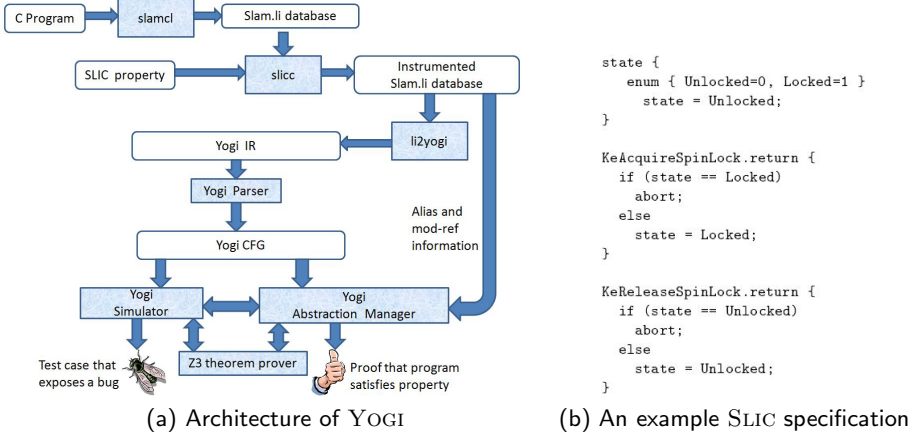 C Program
slamcl
Slam.li database
SLIC property
slicc
Instrumented
Slam.li database
li2yogi
Yogi IR
Yogi Parser
Alias and
mod-ref
information
Yogi CFG
Yogi
Simulator
Yogi
Abstraction Manager
Z3 theorem prover
Test case that
exposes a bug
Proof that program
satisfies property
(a) Architecture of YOGI
state {
enum { Unlocked=0, Locked=1 }
state = Unlocked;
}
KeAcquireSpinLock.return {
if (state == Locked)
abort;
else
state = Locked;
}
KeReleaseSpinLock.return {
if (state == Unlocked)
abort;
else
state = Unlocked;
}
(b) An example SLIC specification